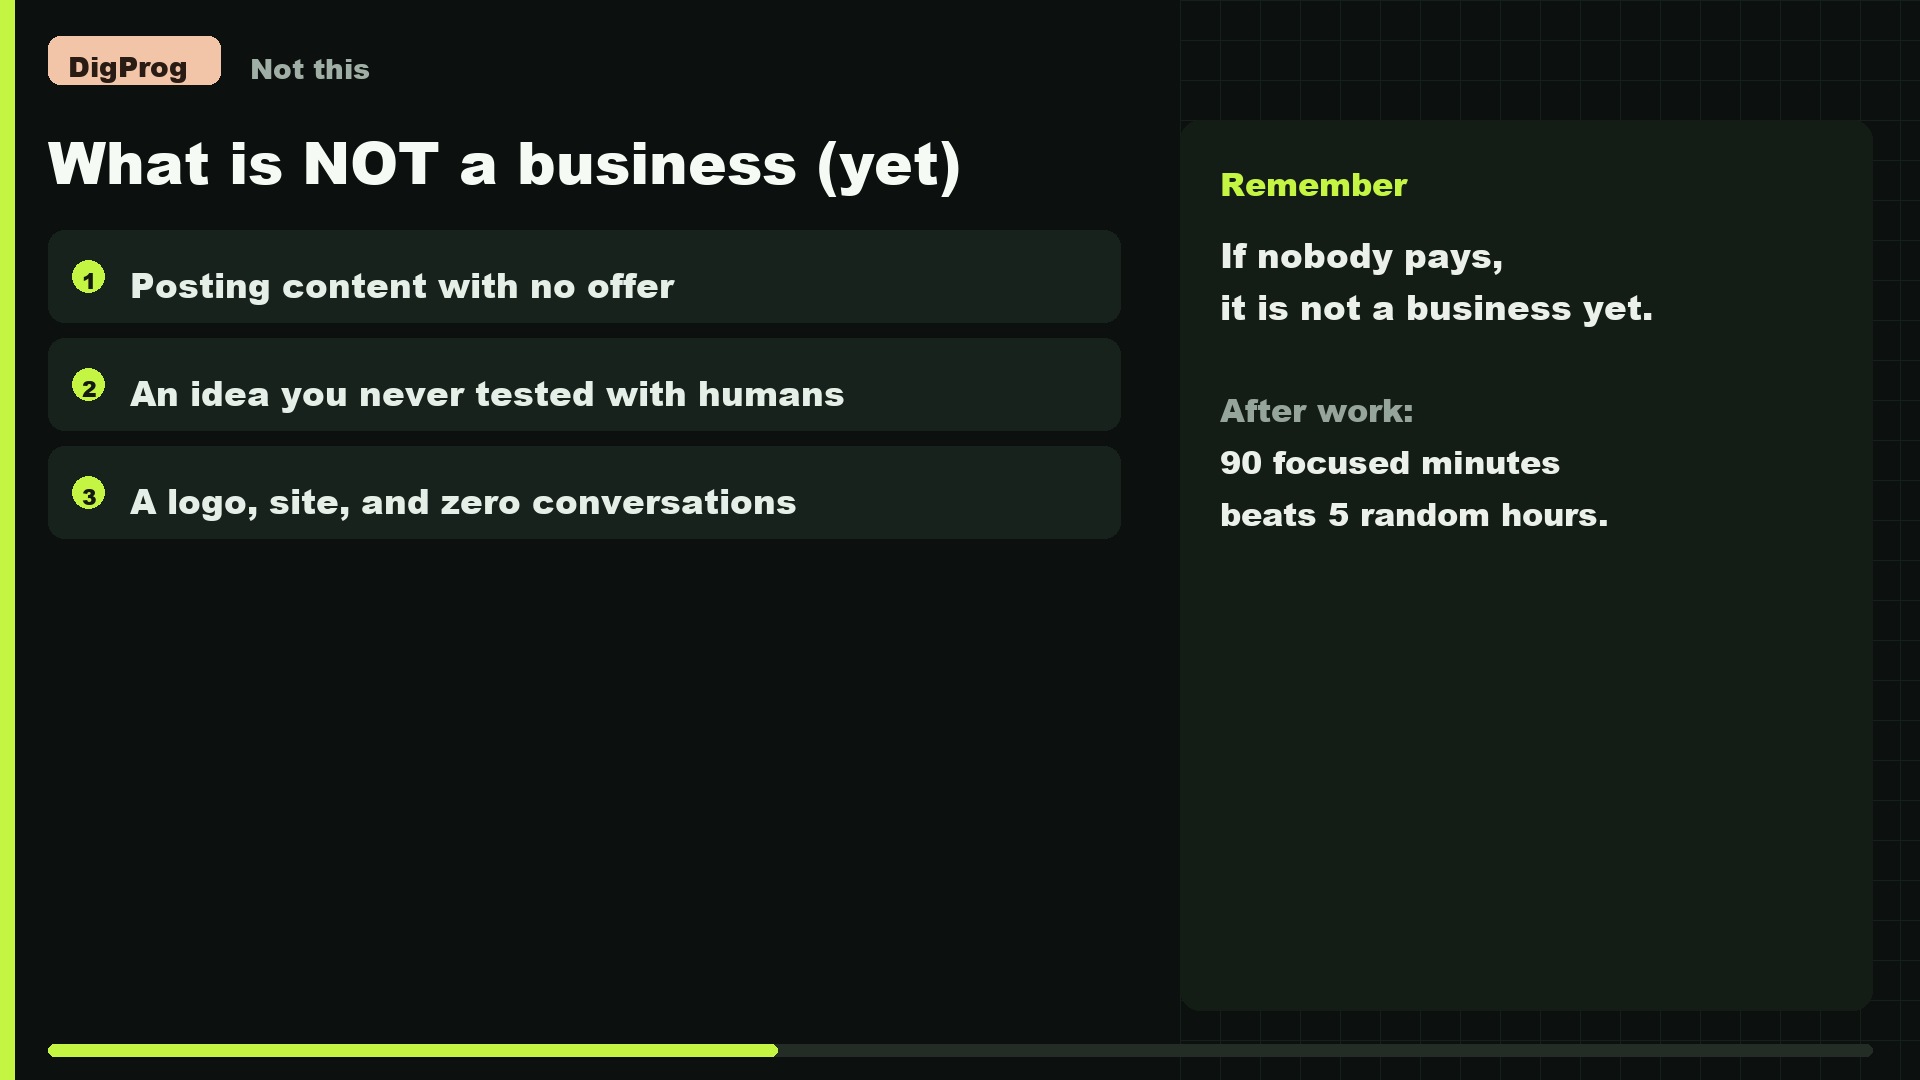 DigProg
Not this
What is NOT a business (yet)
1 Posting content with no offer
2 An idea you never tested with humans
3 A logo, site, and zero conversations
Remember
If nobody pays,
it is not a business yet.
After work:
90 focused minutes
beats 5 random hours.